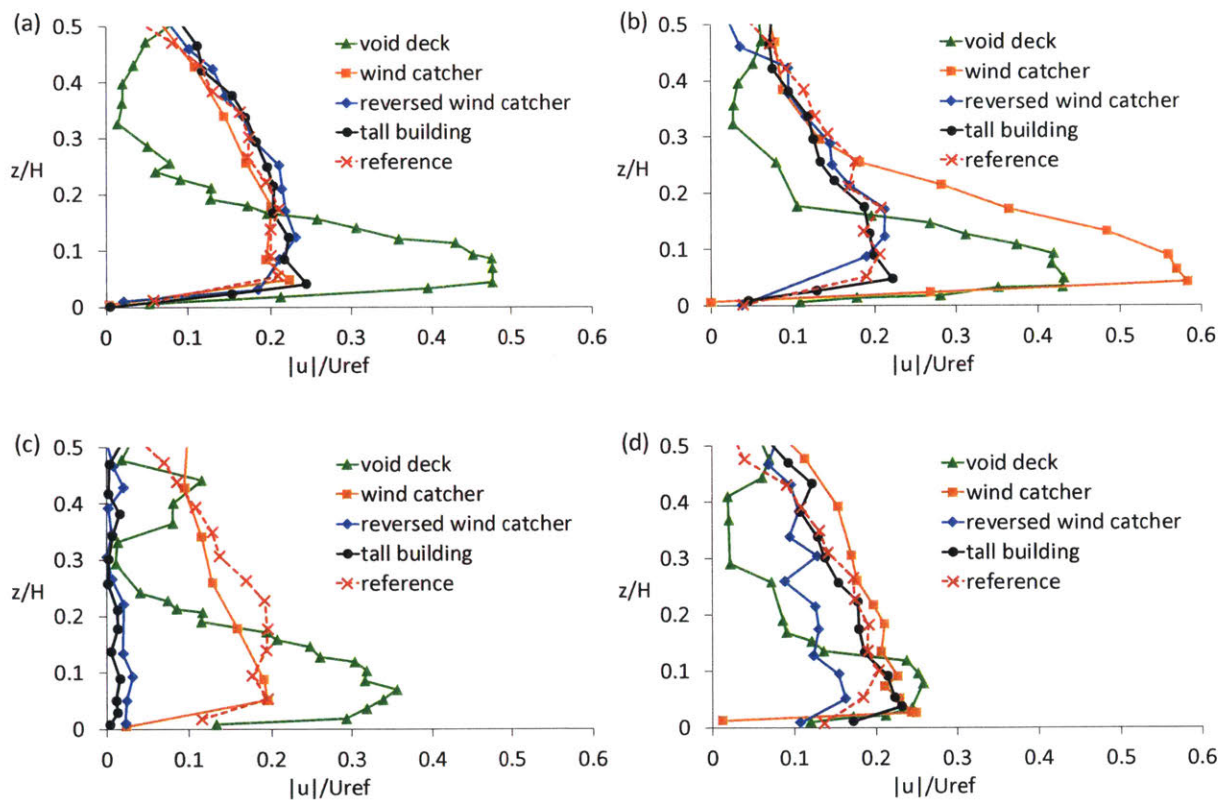 (a)
0.5
0.4
0.3
z/H
0.2
0.1
0
void deck
wind catcher
reversed wind catcher
tall building
reference
0 0.1 0.2 0.3 0.4 0.5 0.6
|u|/Uref
(b)
0.5
0.4
0.3
z/H
0.2
0.1
0
void deck
wind catcher
reversed wind catcher
tall building
reference
0 0.1 0.2 0.3 0.4 0.5 0.6
|u|/Uref
(c)
0.5
0.4
0.3
z/H
0.2
0.1
0
void deck
wind catcher
reversed wind catcher
tall building
reference
0 0.1 0.2 0.3 0.4 0.5 0.6
|u|/Uref
(d)
0.5
0.4
0.3
z/H
0.2
0.1
0
void deck
wind catcher
reversed wind catcher
tall building
reference
0 0.1 0.2 0.3 0.4 0.5 0.6
|u|/Uref